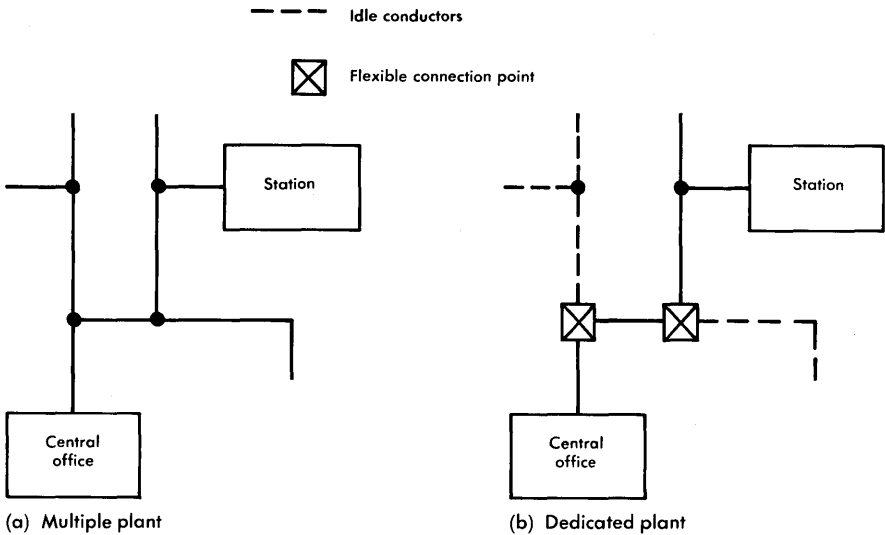 Idle conductors
Flexible connection point
Station
Station
Central
office
Central
office
(a) Multiple plant
(b) Dedicated plant